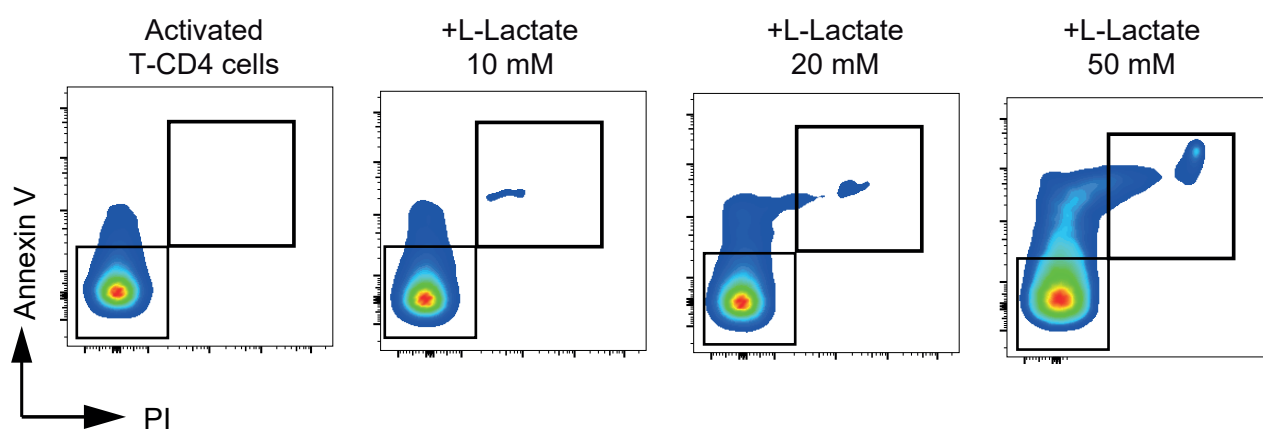 Activated
T-CD4 cells
+L-Lactate
10 mM
+L-Lactate
20 mM
+L-Lactate
50 mM
Annexin V
PI